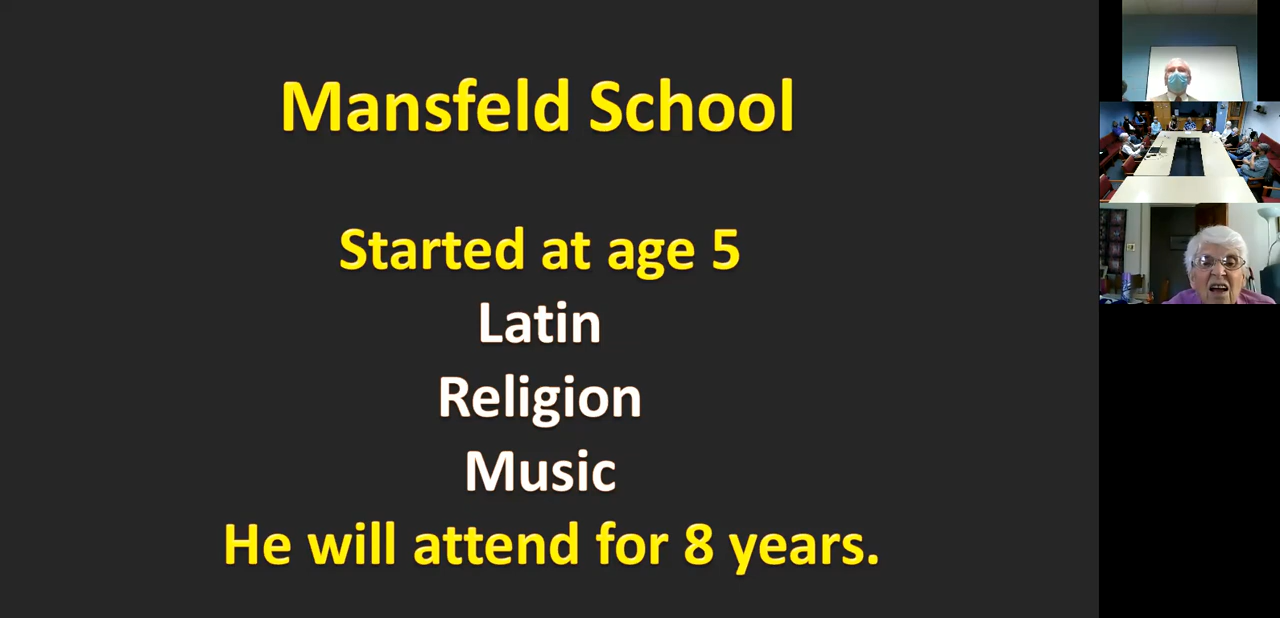 Mansfeld School
Started at age 5
Latin
Religion
Music
He will attend for 8 years.